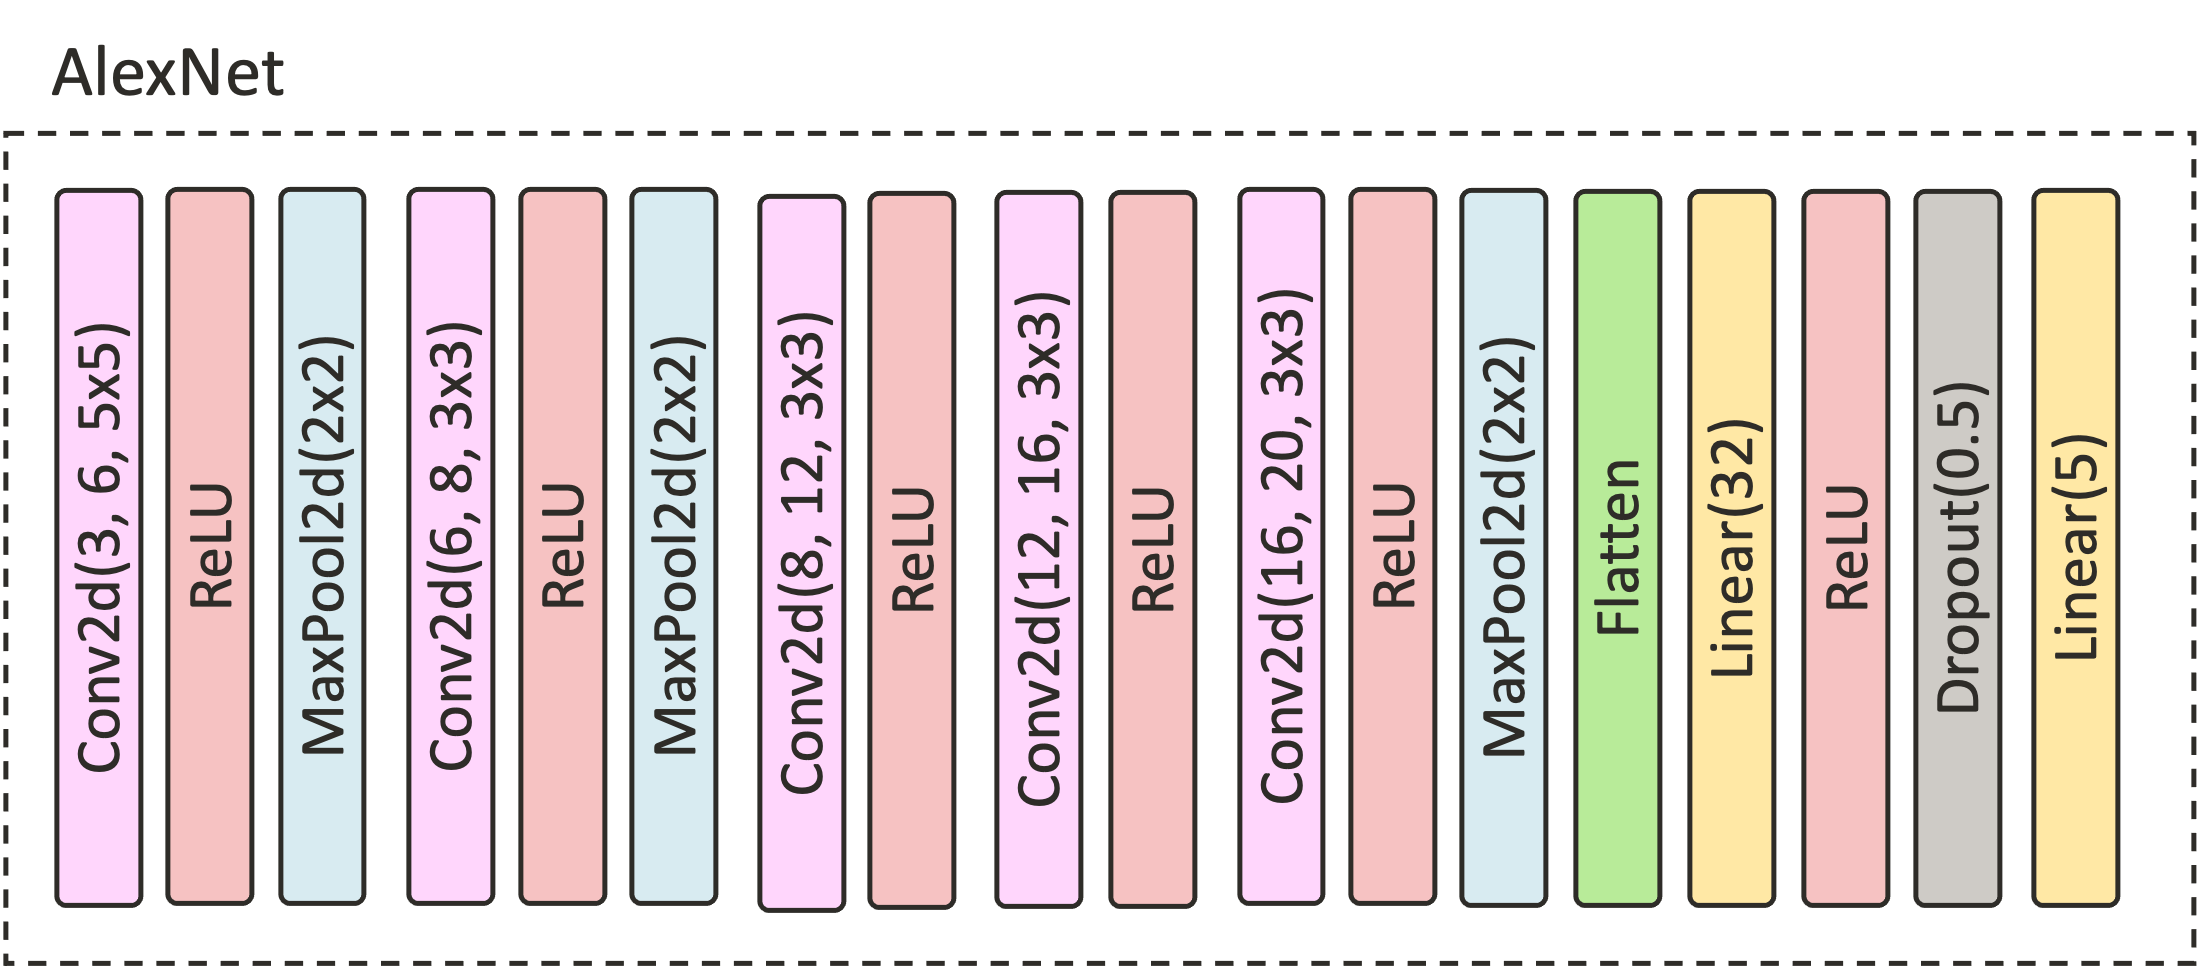 AlexNet
Conv2d(3, 6, 5x5)
ReLU
MaxPool2d(2x2)
Conv2d(6, 8, 3x3)
ReLU
MaxPool2d(2x2)
Conv2d(8, 12, 3x3)
ReLU
Conv2d(12, 16, 3x3)
ReLU
Conv2d(16, 20, 3x3)
ReLU
MaxPool2d(2x2)
Flatten
Linear(32)
ReLU
Dropout(0.5)
Linear(5)